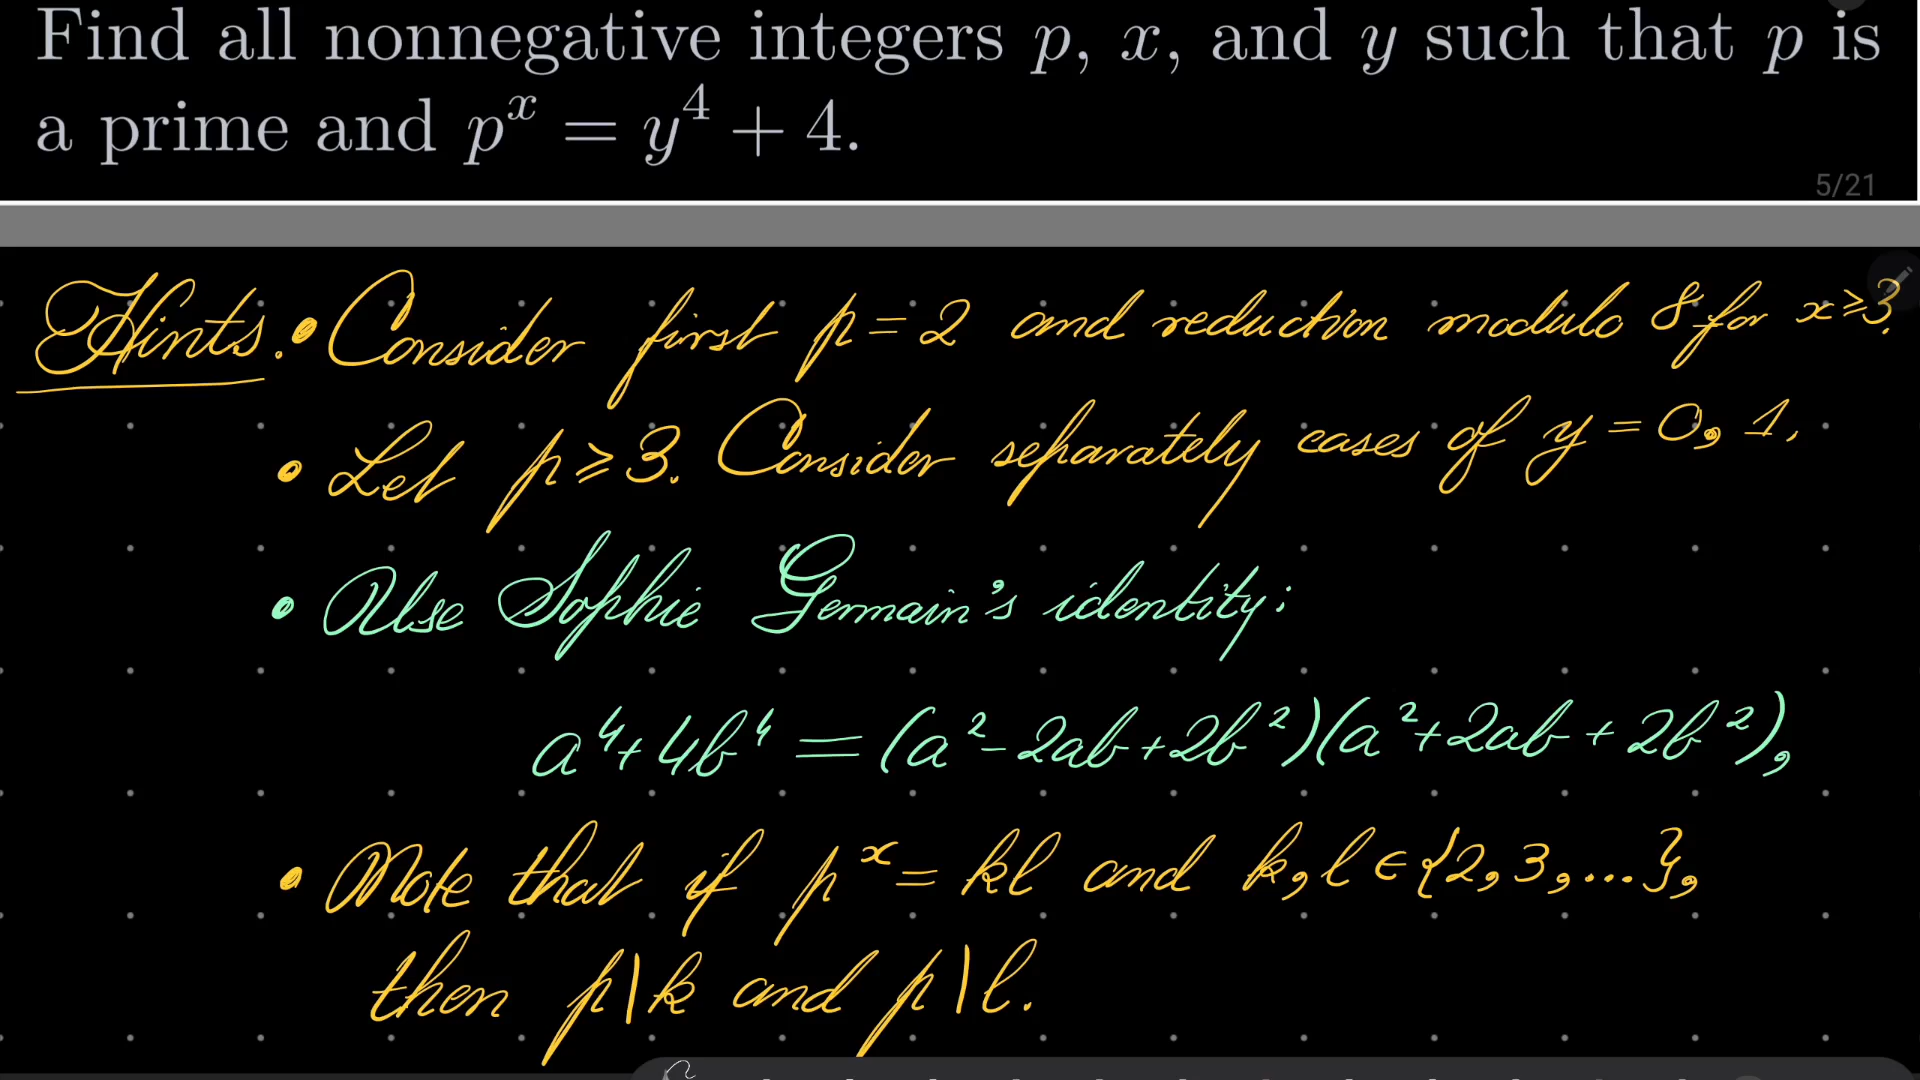 Find all nonnegative integers p, x, and y such that p is
a prime and p^x = y^4 + 4.
5/21
Hints. • Consider first p = 2 and reduction modulo 8 for x ≥ 3.
• Let p ≥ 3. Consider separately cases of y = 0, 1,
• Use Sophie Germain's identity:
a^4 + 4b^4 = (a^2 - 2ab + 2b^2)(a^2 + 2ab + 2b^2),
• Note that if p^x = kl and k, l ∈ {2, 3, ...},
then p|k and p|l.